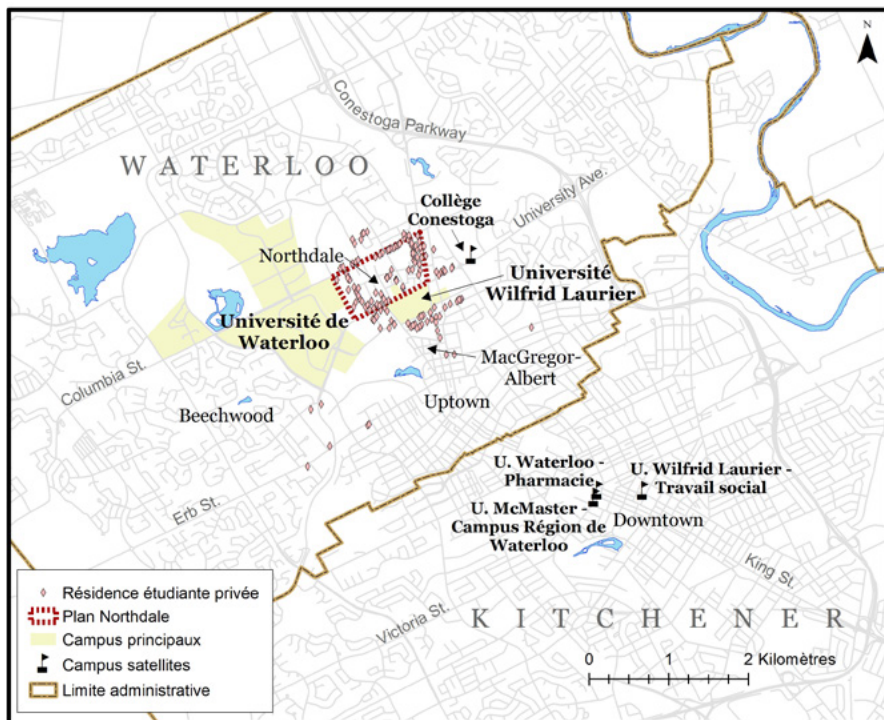 N
Conestoga Parkway
WATERLOO
Collège
Conestoga
University Ave.
Northdale
Université
Wilfrid Laurier
Université de
Waterloo
MacGregor-
Albert
Columbia St.
Beechwood
Uptown
U. Waterloo -
Pharmacie
U. Wilfrid Laurier -
Travail social
U. McMaster -
Campus Région de
Waterloo
Downtown
Erb St.
King St.
Victoria St.
KITCHENER
Résidence étudiante privée
Plan Northdale
Campus principaux
Campus satellites
Limite administrative
0 1 2 Kilomètres